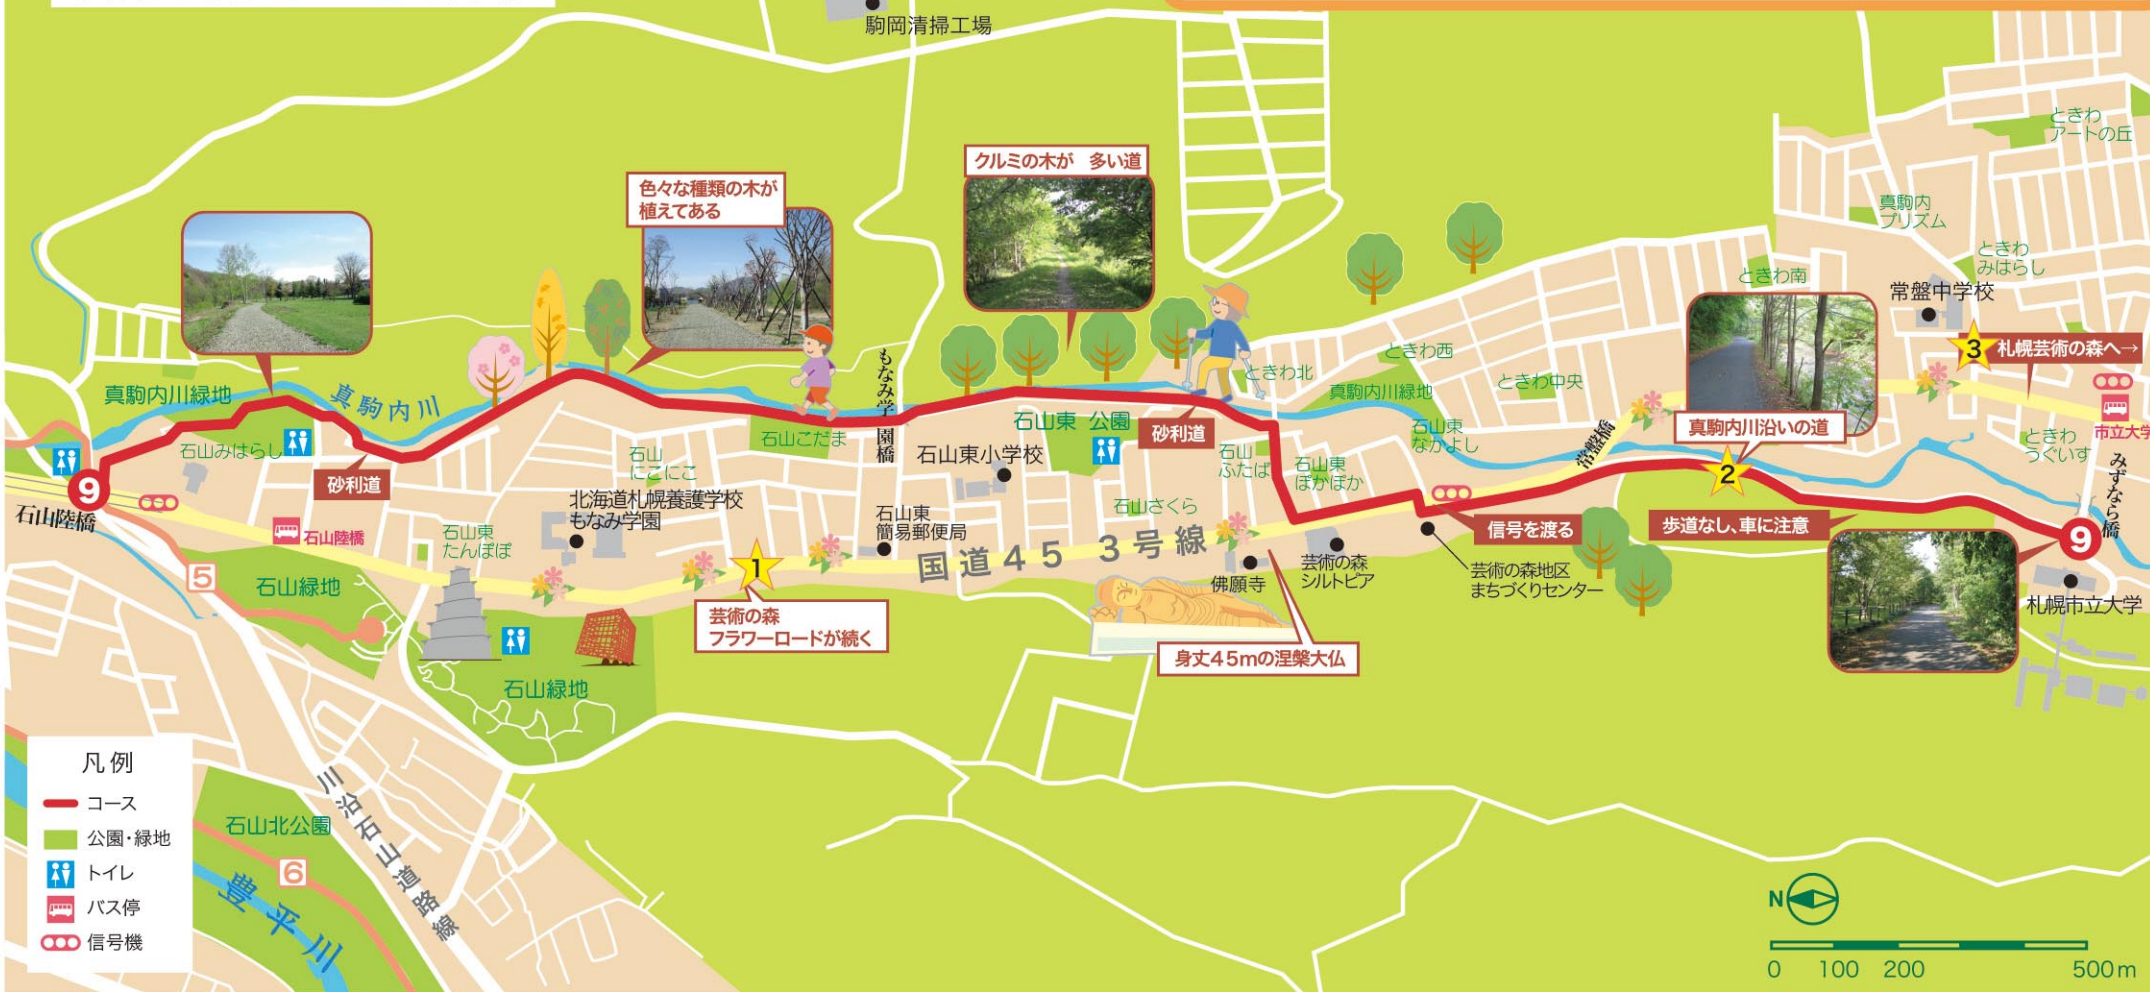 駒岡清掃工場
ときわ
アートの丘
クルミの木が 多い道
色々な種類の木が
植えてある
真駒内
プリズム
ときわ
みはらし
ときわ南
常盤中学校
3
札幌芸術の森へ→
もなみ学園橋
ときわ西
ときわ北
ときわ中央
真駒内川緑地
真駒内川緑地
真駒内川
石山みはらし
砂利道
石山こだま
石山東 公園
砂利道
石山東
なかよし
常盤橋
真駒内川沿いの道
2
市立大学
ときわ
うぐいす
みずなら橋
石山
にこにこ
石山東小学校
石山
ふたば
石山東
ぽかぽか
9
石山陸橋
石山陸橋
北海道札幌養護学校
もなみ学園
石山東
たんぽぽ
石山さくら
石山東
簡易郵便局
国道453号線
信号を渡る
歩道なし、車に注意
9
5
石山緑地
1
芸術の森
フラワーロードが続く
佛願寺
芸術の森
シルトピア
芸術の森地区
まちづくりセンター
札幌市立大学
身丈45mの涅槃大仏
石山緑地
凡例
コース
公園・緑地
トイレ
バス停
信号機
川沿石山道路線
石山北公園
6
豊平川
N
0 100 200 500m